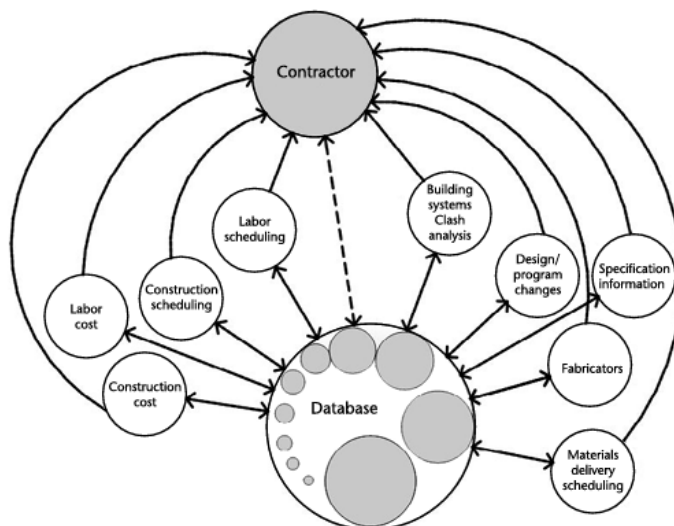 Contractor
Building
systems
Clash
analysis
Labor
scheduling
Design/
program
changes
Specification
information
Construction
scheduling
Labor
cost
Fabricators
Construction
cost
Database
Materials
delivery
scheduling